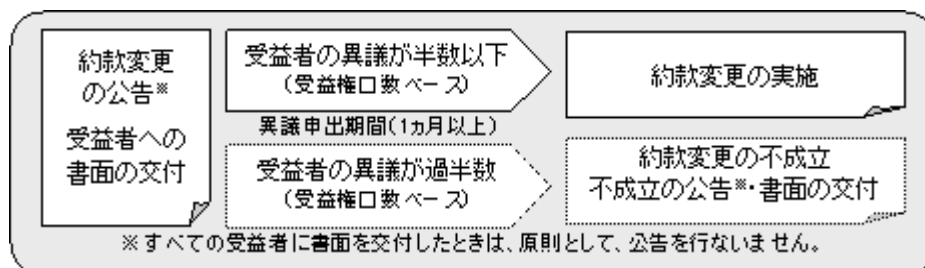 約款変更
の公告※
受益者への
書面の交付
受益者の異議が半数以下
(受益権口数ベース)
約款変更の実施
異議申出期間(1ヵ月以上)
受益者の異議が過半数
(受益権口数ベース)
約款変更の不成立
不成立の公告※・書面の交付
※すべての受益者に書面を交付したときは、原則として、公告を行ないません。